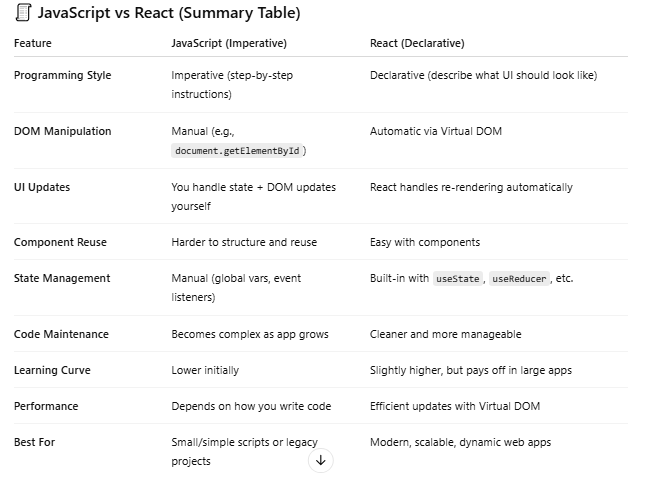 JavaScript vs React (Summary Table)
Feature JavaScript (Imperative) React (Declarative)
Programming Style Imperative (step-by-step instructions) Declarative (describe what UI should look like)
DOM Manipulation Manual (e.g., document.getElementById) Automatic via Virtual DOM
UI Updates You handle state + DOM updates yourself React handles re-rendering automatically
Component Reuse Harder to structure and reuse Easy with components
State Management Manual (global vars, event listeners) Built-in with useState, useReducer, etc.
Code Maintenance Becomes complex as app grows Cleaner and more manageable
Learning Curve Lower initially Slightly higher, but pays off in large apps
Performance Depends on how you write code Efficient updates with Virtual DOM
Best For Small/simple scripts or legacy projects Modern, scalable, dynamic web apps